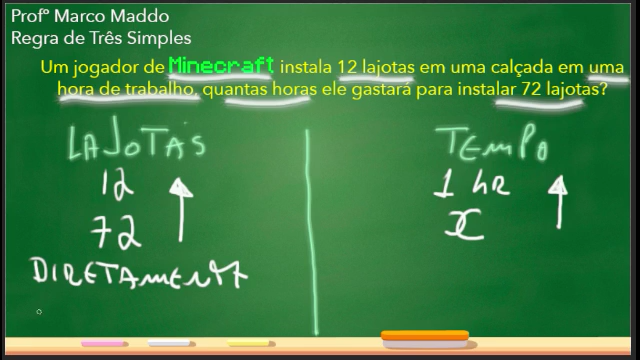 Profº Marco Maddo
Regra de Três Simples
Um jogador de Minecraft instala 12 lajotas em uma calçada em uma
hora de trabalho, quantas horas ele gastará para instalar 72 lajotas?
LAJOTAS TEMPO
12 1 hr
72 x